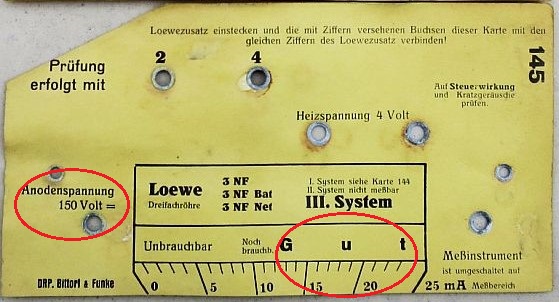 Loewezusatz einstecken und die mit Ziffern versehenen Buchsen dieser Karte mit den
gleichen Ziffern des Loewezusatz verbinden!
Prüfung
erfolgt mit
2
4
145
Auf Steuerwirkung
und Kratzgeräusche
prüfen.
Heizspannung 4 Volt
Anodenspannung
150 Volt =
Loewe
Dreifachröhre
3 NF
3 NF Bat
3 NF Net
I. System siehe Karte 144
II. System nicht meßbar
III. System
Unbrauchbar
Noch
brauchb.
G u t
0 5 10 15 20 25 mA
Meßinstrument
ist umgeschaltet auf
Meßbereich
DRP. Bittorf & Funke